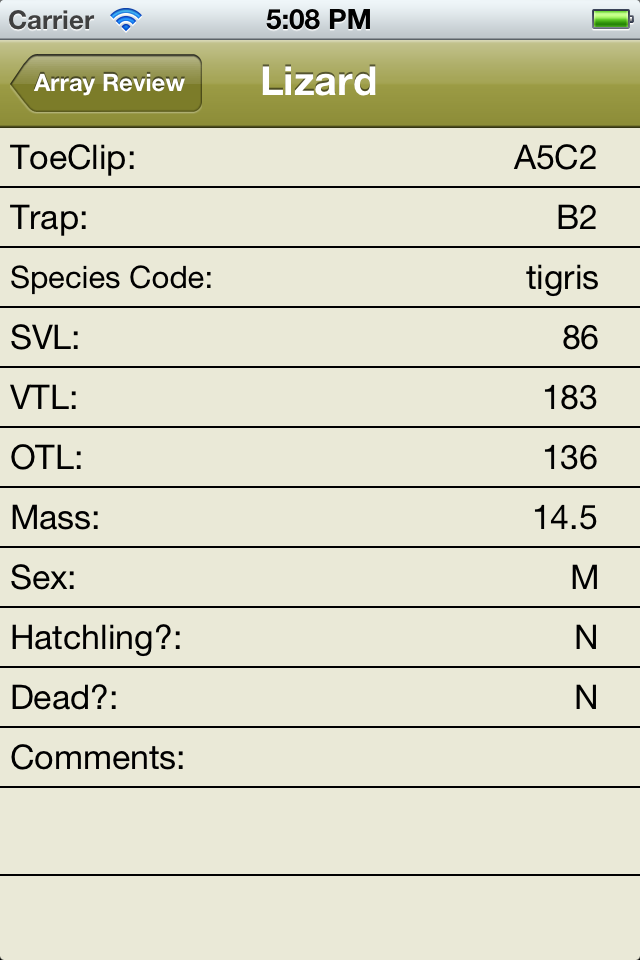 Carrier 5:08 PM
Array Review Lizard
ToeClip: A5C2
Trap: B2
Species Code: tigris
SVL: 86
VTL: 183
OTL: 136
Mass: 14.5
Sex: M
Hatchling?: N
Dead?: N
Comments: